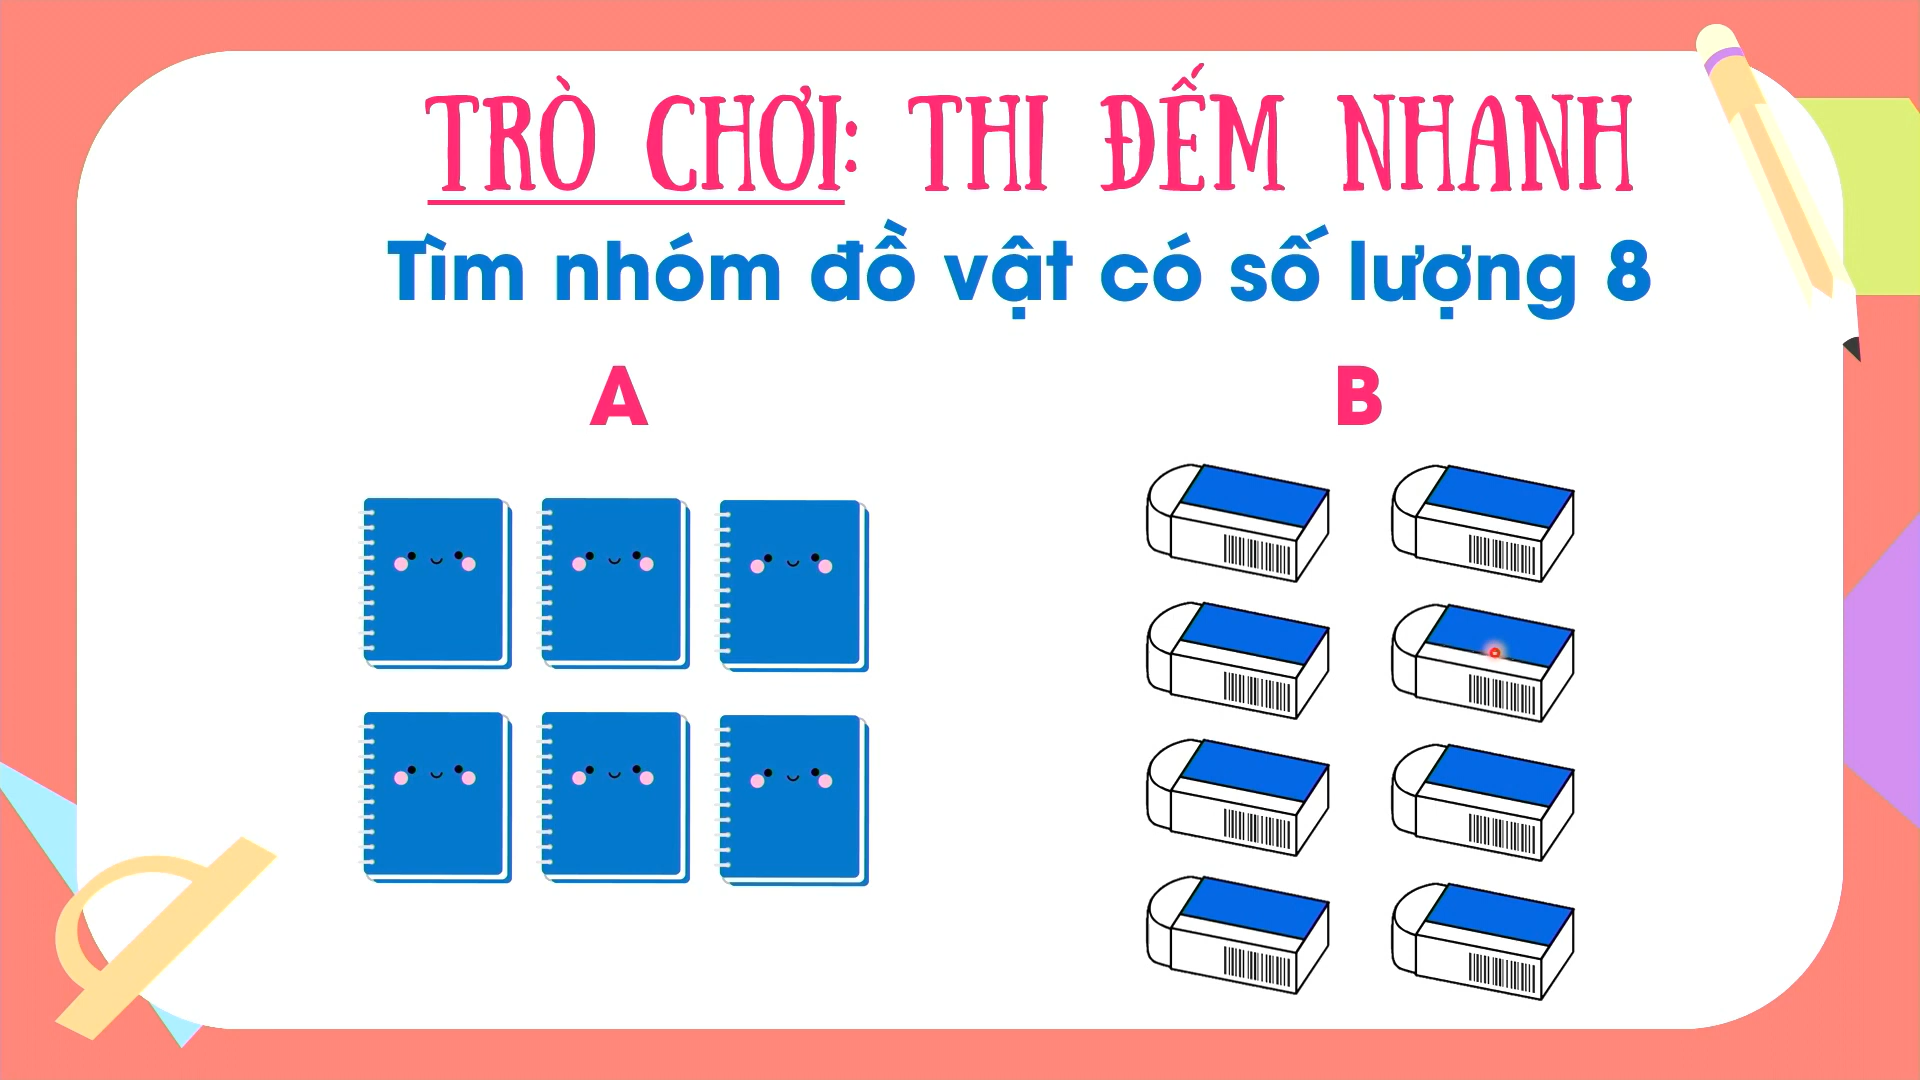 TRÒ CHƠI: THI ĐẾM NHANH
Tìm nhóm đồ vật có số lượng 8
A
B